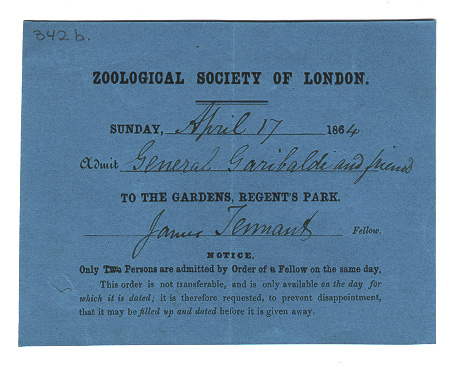 342b.
ZOOLOGICAL SOCIETY OF LONDON.
SUNDAY, April 17 1864
Admit General Garibaldi and friend
TO THE GARDENS, REGENT'S PARK.
James Tennant Fellow.
NOTICE.
Only Two Persons are admitted by Order of a Fellow on the same day.
This order is not transferable, and is only available on the day for
which it is dated; it is therefore requested, to prevent disappointment,
that it may be filled up and dated before it is given away.